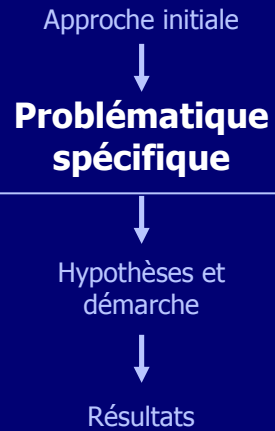 Approche initiale
Problématique
spécifique
Hypothèses et
démarche
Résultats